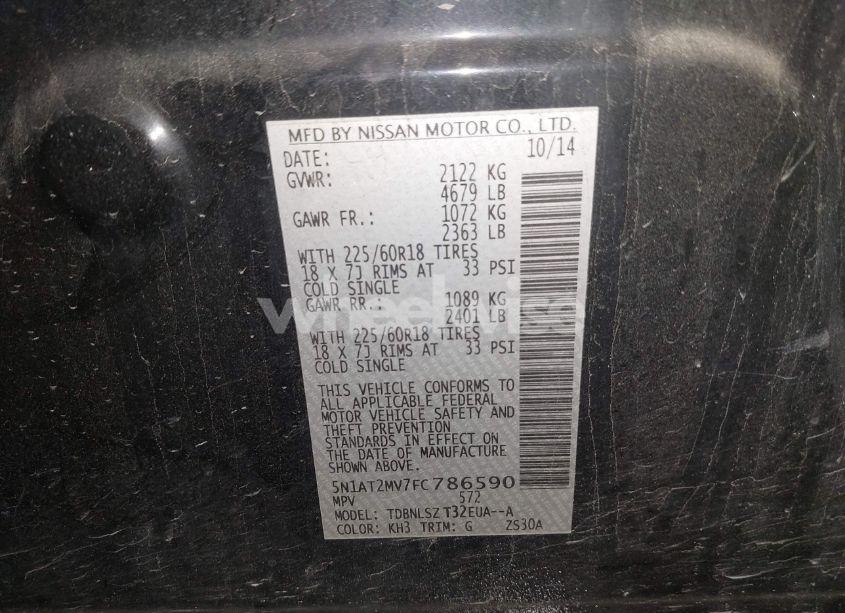 MFD BY NISSAN MOTOR CO., LTD.
DATE: 10/14
GVWR: 2122 KG
4679 LB
GAWR FR.: 1072 KG
2363 LB
WITH 225/60R18 TIRES
18 X 7J RIMS AT 33 PSI
COLD SINGLE
GAWR RR.: 1089 KG
2401 LB
WITH 225/60R18 TIRES
18 X 7J RIMS AT 33 PSI
COLD SINGLE
THIS VEHICLE CONFORMS TO
ALL APPLICABLE FEDERAL
MOTOR VEHICLE SAFETY AND
THEFT PREVENTION
STANDARDS IN EFFECT ON
THE DATE OF MANUFACTURE
SHOWN ABOVE.
5N1AT2MV7FC786590
MPV 572
MODEL: TDBNLSZ T32EUA--A
COLOR: KH3 TRIM: G ZS30A